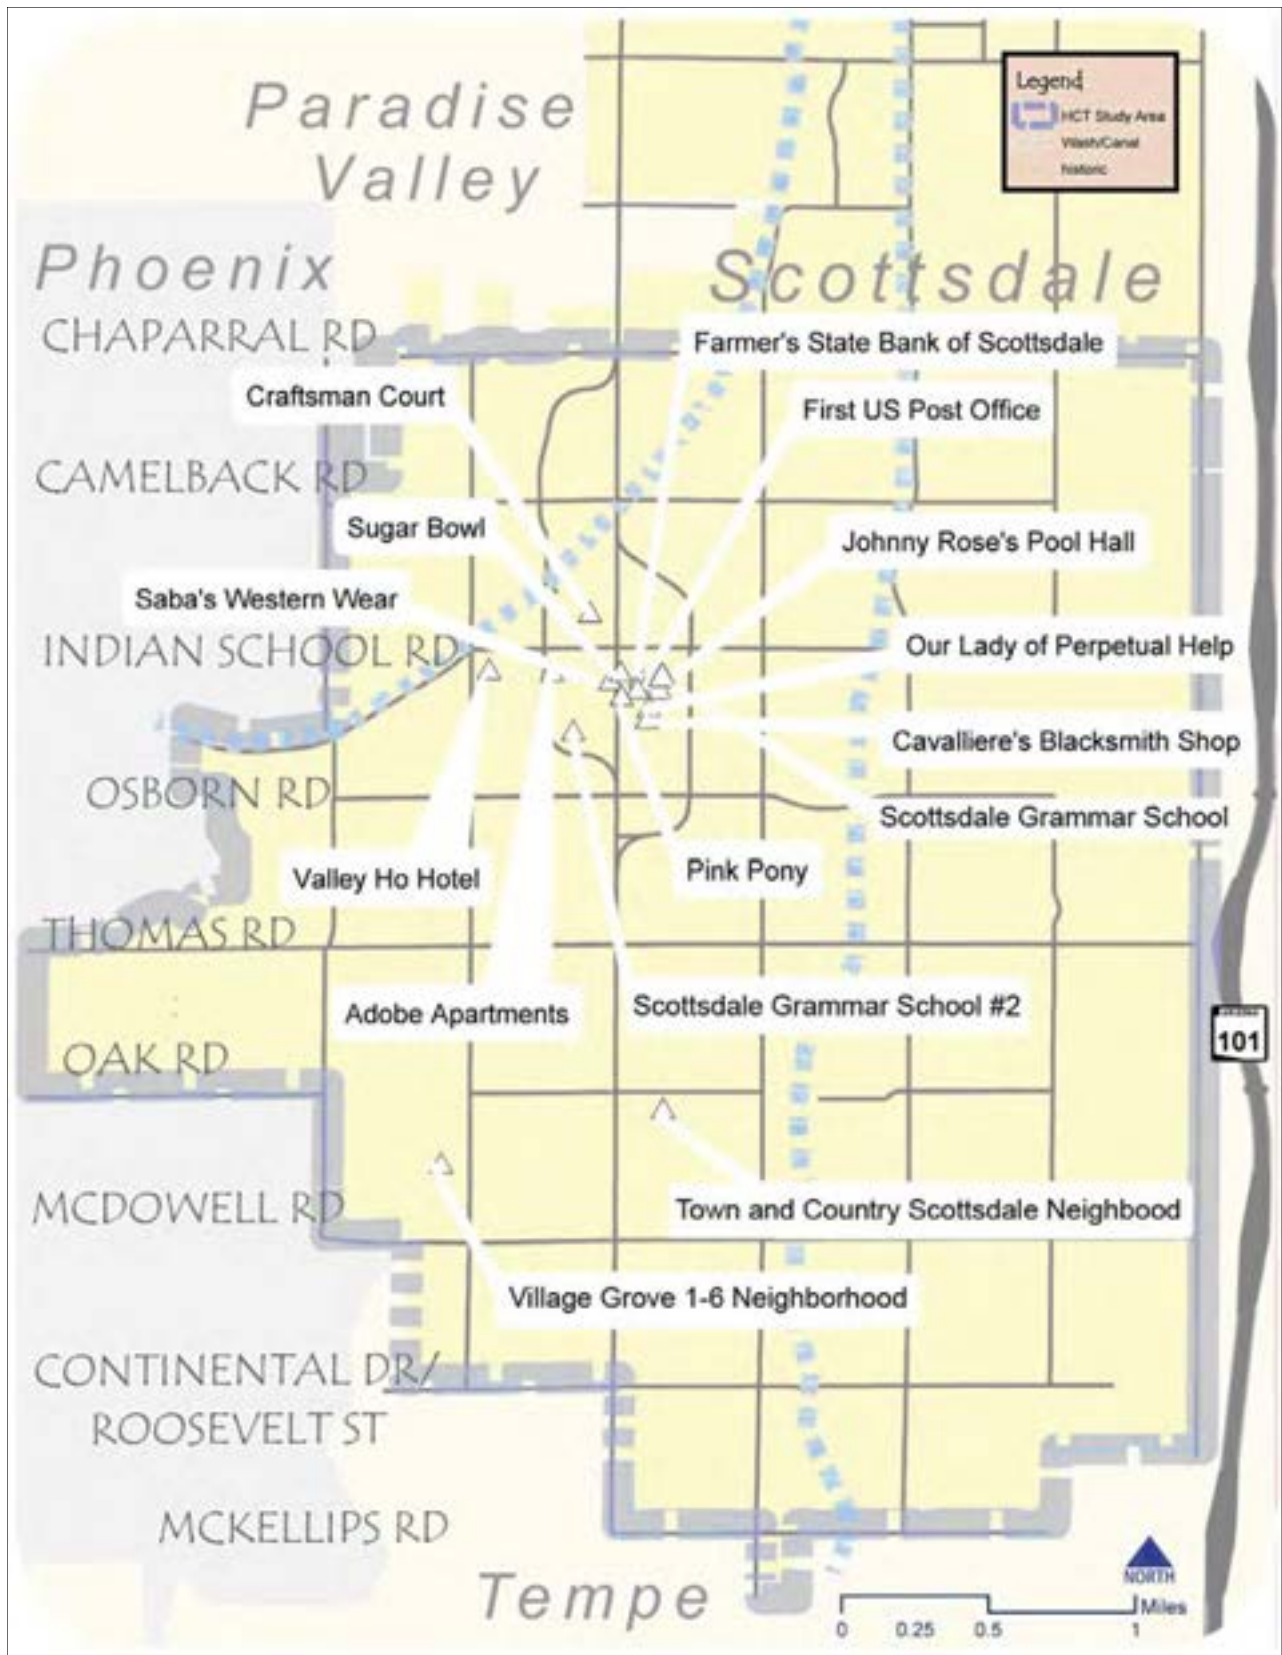 Paradise
Valley
Legend
HCT Study Area
Wash/Canal
historic
Phoenix
Scottsdale
CHAPARRAL RD
Farmer's State Bank of Scottsdale
Craftsman Court
First US Post Office
CAMELBACK RD
Sugar Bowl
Johnny Rose's Pool Hall
Saba's Western Wear
INDIAN SCHOOL RD
Our Lady of Perpetual Help
Cavalliere's Blacksmith Shop
OSBORN RD
Scottsdale Grammar School
Valley Ho Hotel
Pink Pony
THOMAS RD
Adobe Apartments
Scottsdale Grammar School #2
101
OAK RD
MCDOWELL RD
Town and Country Scottsdale Neighbood
Village Grove 1-6 Neighborhood
CONTINENTAL DR/
ROOSEVELT ST
MCKELLIPS RD
Tempe
NORTH
Miles
0 0.25 0.5 1